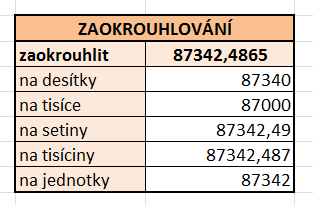 ZAOKROUHLOVÁNÍ
zaokrouhlit 87342,4865
na desítky 87340
na tisíce 87000
na setiny 87342,49
na tisíciny 87342,487
na jednotky 87342